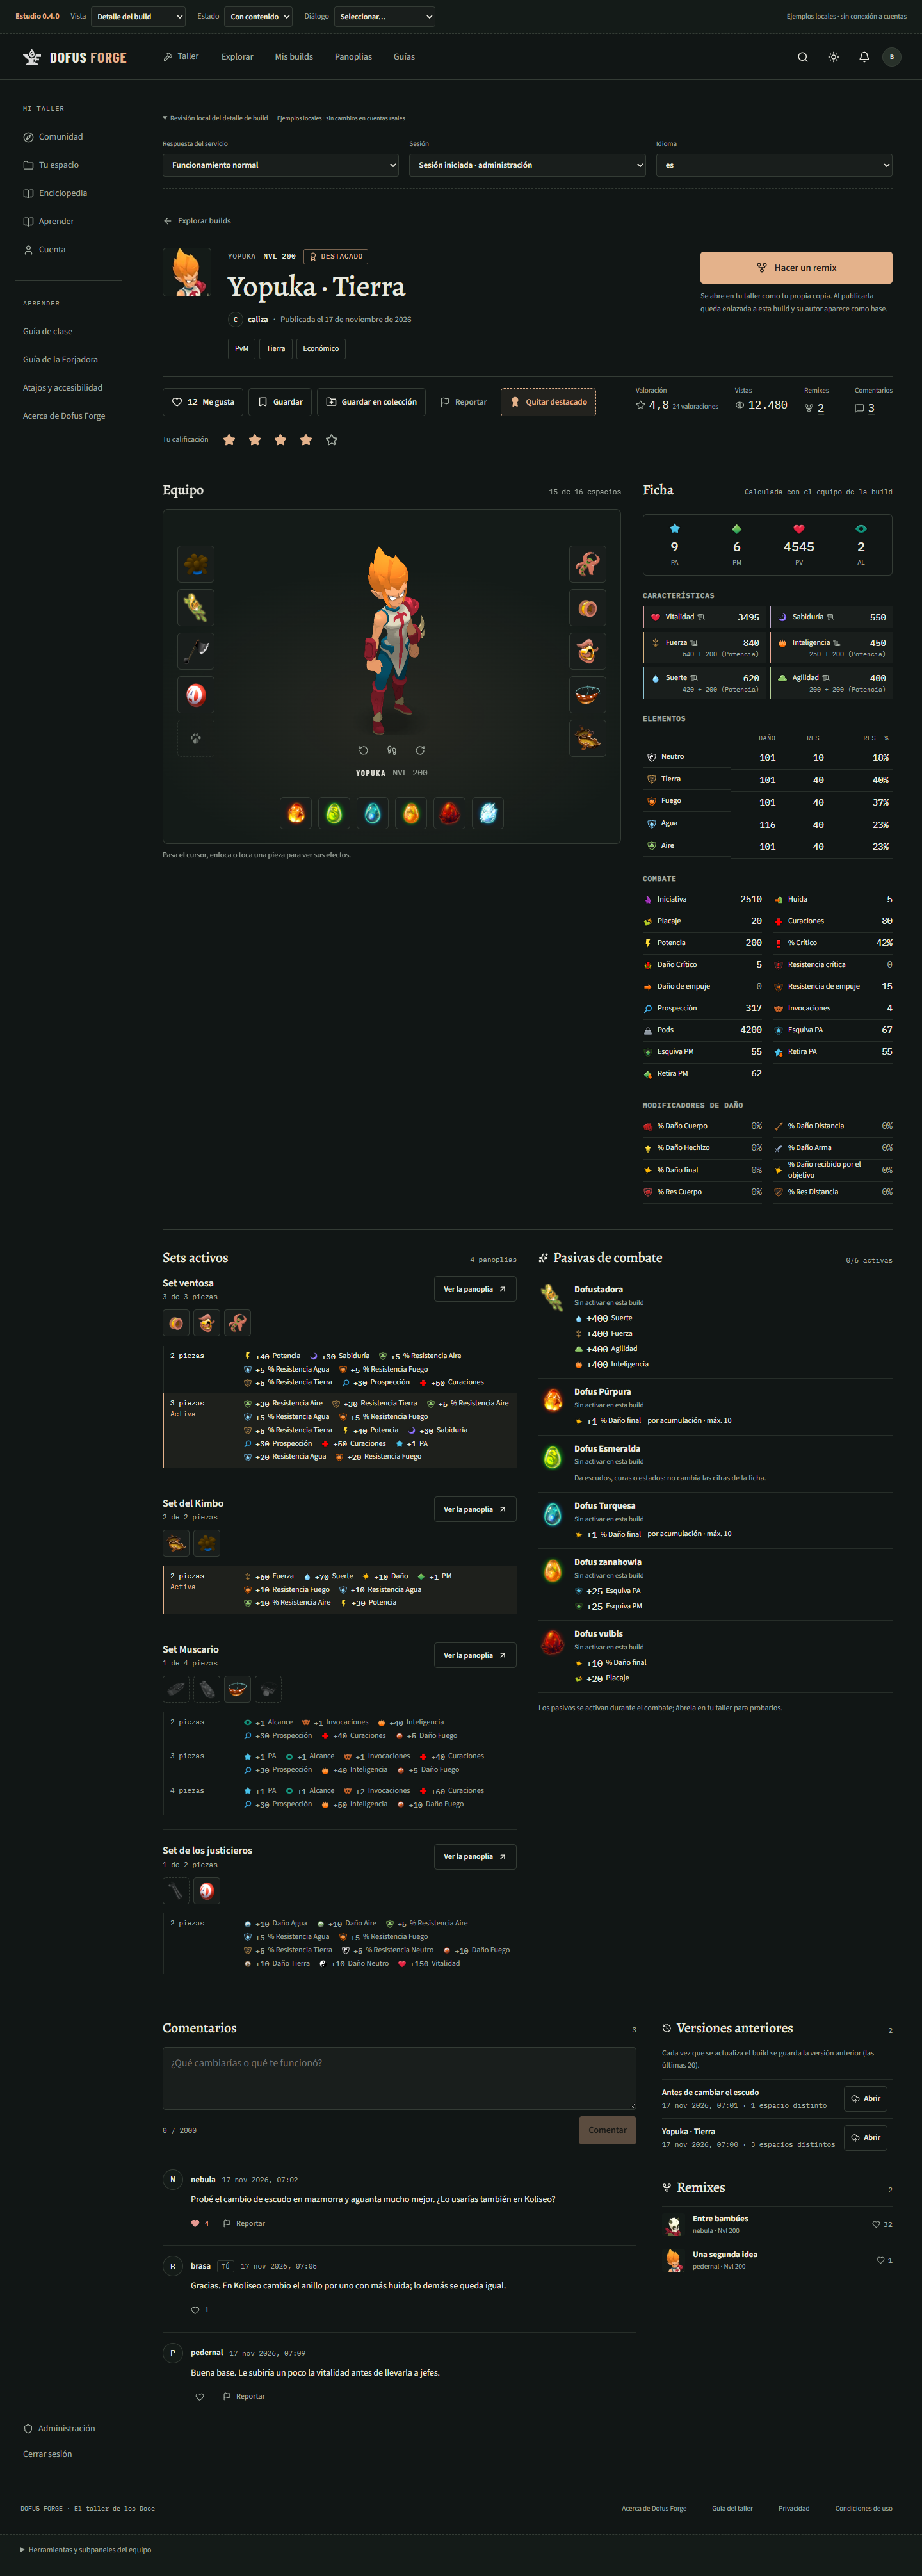 Estudio 0.4.0 Vista Detalle del build Estado Con contenido Diálogo Seleccionar... Ejemplos locales · sin conexión a cuentas
DOFUS FORGE Taller Explorar Mis builds Panoplias Guías B
MI TALLER
Comunidad
Tu espacio
Enciclopedia
Aprender
Cuenta
APRENDER
Guía de clase
Guía de la Forjadora
Atajos y accesibilidad
Acerca de Dofus Forge
▼ Revisión local del detalle de build Ejemplos locales · sin cambios en cuentas reales
Respuesta del servicio Sesión Idioma
Funcionamiento normal Sesión iniciada · administración es
← Explorar builds
YOPUKA NVL 200 DESTACADO
Yopuka · Tierra
C caliza · Publicada el 17 de noviembre de 2026
PvM Tierra Económico
Hacer un remix
Se abre en tu taller como tu propia copia. Al publicarla
queda enlazada a esta build y su autor aparece como base.
12 Me gusta Guardar Guardar en colección Reportar Quitar destacado
Valoración Vistas Remixes Comentarios
4,8 24 valoraciones 12.480 2 3
Tu calificación
Equipo 15 de 16 espacios
YOPUKA NVL 200
Pasa el cursor, enfoca o toca una pieza para ver sus efectos.
Ficha Calculada con el equipo de la build
9 6 4545 2
PA PM PV AL
CARACTERÍSTICAS
Vitalidad 3495 Sabiduría 550
Fuerza 840 Inteligencia 450
640 + 200 (Potencia) 250 + 200 (Potencia)
Suerte 620 Agilidad 400
420 + 200 (Potencia) 200 + 200 (Potencia)
ELEMENTOS
DAÑO RES. RES. %
Neutro 101 10 18%
Tierra 101 40 40%
Fuego 101 40 37%
Agua 116 40 23%
Aire 101 40 23%
COMBATE
Iniciativa 2510 Huida 5
Placaje 20 Curaciones 80
Potencia 200 % Crítico 42%
Daño Crítico 5 Resistencia crítica 0
Daño de empuje 0 Resistencia de empuje 15
Prospección 317 Invocaciones 4
Pods 4200 Esquiva PA 67
Esquiva PM 55 Retira PA 55
Retira PM 62
MODIFICADORES DE DAÑO
% Daño Cuerpo 0% % Daño Distancia 0%
% Daño Hechizo 0% % Daño Arma 0%
% Daño final 0% % Daño recibido por el objetivo 0%
% Res Cuerpo 0% % Res Distancia 0%
Sets activos 4 panoplias
Set ventosa Ver la panoplia
3 de 3 piezas
2 piezas +40 Potencia +30 Sabiduría +5 % Resistencia Aire
+5 % Resistencia Agua +5 % Resistencia Fuego
+5 % Resistencia Tierra +30 Prospección +50 Curaciones
3 piezas +30 Resistencia Aire +30 Resistencia Tierra +5 % Resistencia Aire
Activa +5 % Resistencia Agua +5 % Resistencia Fuego
+5 % Resistencia Tierra +40 Potencia +30 Sabiduría
+30 Prospección +50 Curaciones +1 PA
+20 Resistencia Agua +20 Resistencia Fuego
Set del Kimbo Ver la panoplia
2 de 2 piezas
2 piezas +60 Fuerza +70 Suerte +10 Daño +1 PM
Activa +10 Resistencia Fuego +10 Resistencia Agua
+10 % Resistencia Aire +30 Potencia
Set Muscario Ver la panoplia
1 de 4 piezas
2 piezas +1 Alcance +1 Invocaciones +40 Inteligencia
+30 Prospección +40 Curaciones +5 Daño Fuego
3 piezas +1 PA +1 Alcance +1 Invocaciones +40 Curaciones
+30 Prospección +40 Inteligencia +5 Daño Fuego
4 piezas +1 PA +1 Alcance +2 Invocaciones +60 Curaciones
+30 Prospección +50 Inteligencia +10 Daño Fuego
Set de los justicieros Ver la panoplia
1 de 2 piezas
2 piezas +10 Daño Agua +10 Daño Aire +5 % Resistencia Aire
+5 % Resistencia Agua +5 % Resistencia Fuego
+5 % Resistencia Tierra +5 % Resistencia Neutro +10 Daño Fuego
+10 Daño Tierra +10 Daño Neutro +150 Vitalidad
Pasivas de combate 0/6 activas
Dofustadora
Sin activar en esta build
+400 Suerte
+400 Fuerza
+400 Agilidad
+400 Inteligencia
Dofus Púrpura
Sin activar en esta build
+1 % Daño final por acumulación · máx. 10
Dofus Esmeralda
Sin activar en esta build
Da escudos, curas o estados: no cambia las cifras de la ficha.
Dofus Turquesa
Sin activar en esta build
+1 % Daño final por acumulación · máx. 10
Dofus zanahowia
Sin activar en esta build
+25 Esquiva PA
+25 Esquiva PM
Dofus vulbis
Sin activar en esta build
+10 % Daño final
+20 Placaje
Los pasivos se activan durante el combate; ábrela en tu taller para probarlos.
Comentarios 3
¿Qué cambiarías o qué te funcionó?
0 / 2000 Comentar
N nebula 17 nov 2026, 07:02
Probé el cambio de escudo en mazmorra y aguanta mucho mejor. ¿Lo usarías también en Koliseo?
4 Reportar
B brasa TÚ 17 nov 2026, 07:05
Gracias. En Koliseo cambio el anillo por uno con más huida; lo demás se queda igual.
1
P pedernal 17 nov 2026, 07:09
Buena base. Le subiría un poco la vitalidad antes de llevarla a jefes.
Reportar
Versiones anteriores 2
Cada vez que se actualiza el build se guarda la versión anterior (las
últimas 20).
Antes de cambiar el escudo Abrir
17 nov 2026, 07:01 · 1 espacio distinto
Yopuka · Tierra Abrir
17 nov 2026, 07:00 · 3 espacios distintos
Remixes 2
Entre bambúes 32
nebula · Nvl 200
Una segunda idea 1
pedernal · Nvl 200
Administración
Cerrar sesión
DOFUS FORGE · El taller de los Doce Acerca de Dofus Forge Guía del taller Privacidad Condiciones de uso
▶ Herramientas y subpaneles del equipo